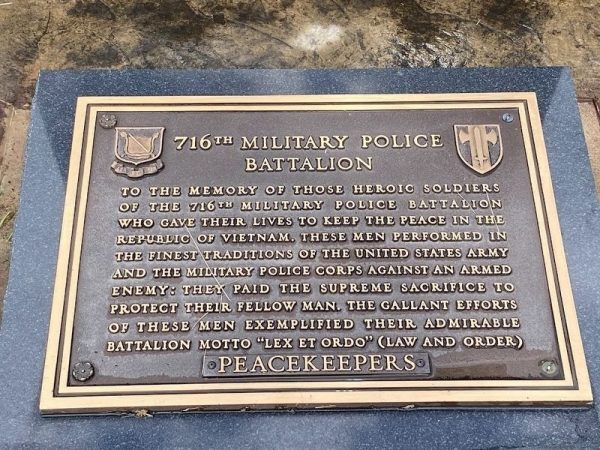 716TH MILITARY POLICE
BATTALION
TO THE MEMORY OF THOSE HEROIC SOLDIERS
OF THE 716TH MILITARY POLICE BATTALION
WHO GAVE THEIR LIVES TO KEEP THE PEACE IN THE
REPUBLIC OF VIETNAM. THESE MEN PERFORMED IN
THE FINEST TRADITIONS OF THE UNITED STATES ARMY
AND THE MILITARY POLICE CORPS AGAINST AN ARMED
ENEMY: THEY PAID THE SUPREME SACRIFICE TO
PROTECT THEIR FELLOW MAN. THE GALLANT EFFORTS
OF THESE MEN EXEMPLIFIED THEIR ADMIRABLE
BATTALION MOTTO "LEX ET ORDO" (LAW AND ORDER)
PEACEKEEPERS